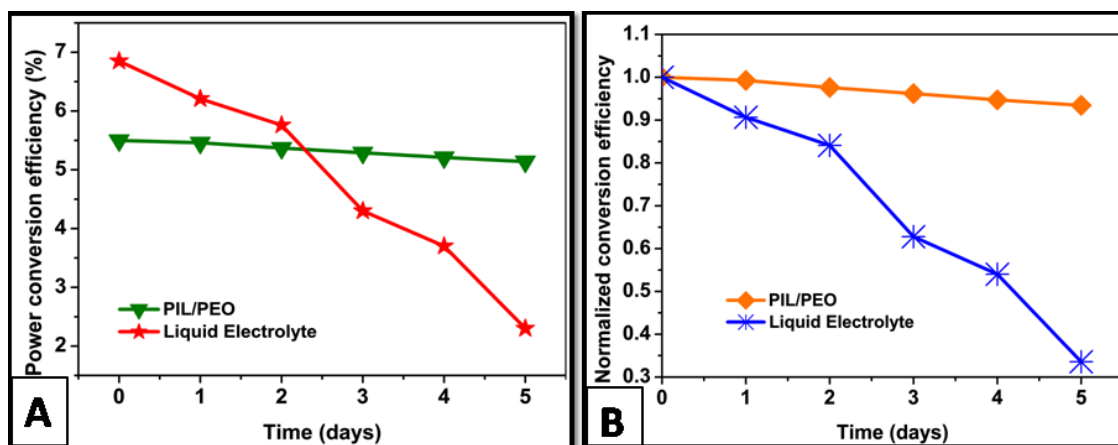 Power conversion efficiency (%)
7
6
5
4
3
2
PIL/PEO
Liquid Electrolyte
0 1 2 3 4 5
Time (days)
A
Normalized conversion efficiency
1.1
1.0
0.9
0.8
0.7
0.6
0.5
0.4
0.3
PIL/PEO
Liquid Electrolyte
0 1 2 3 4 5
Time (days)
B